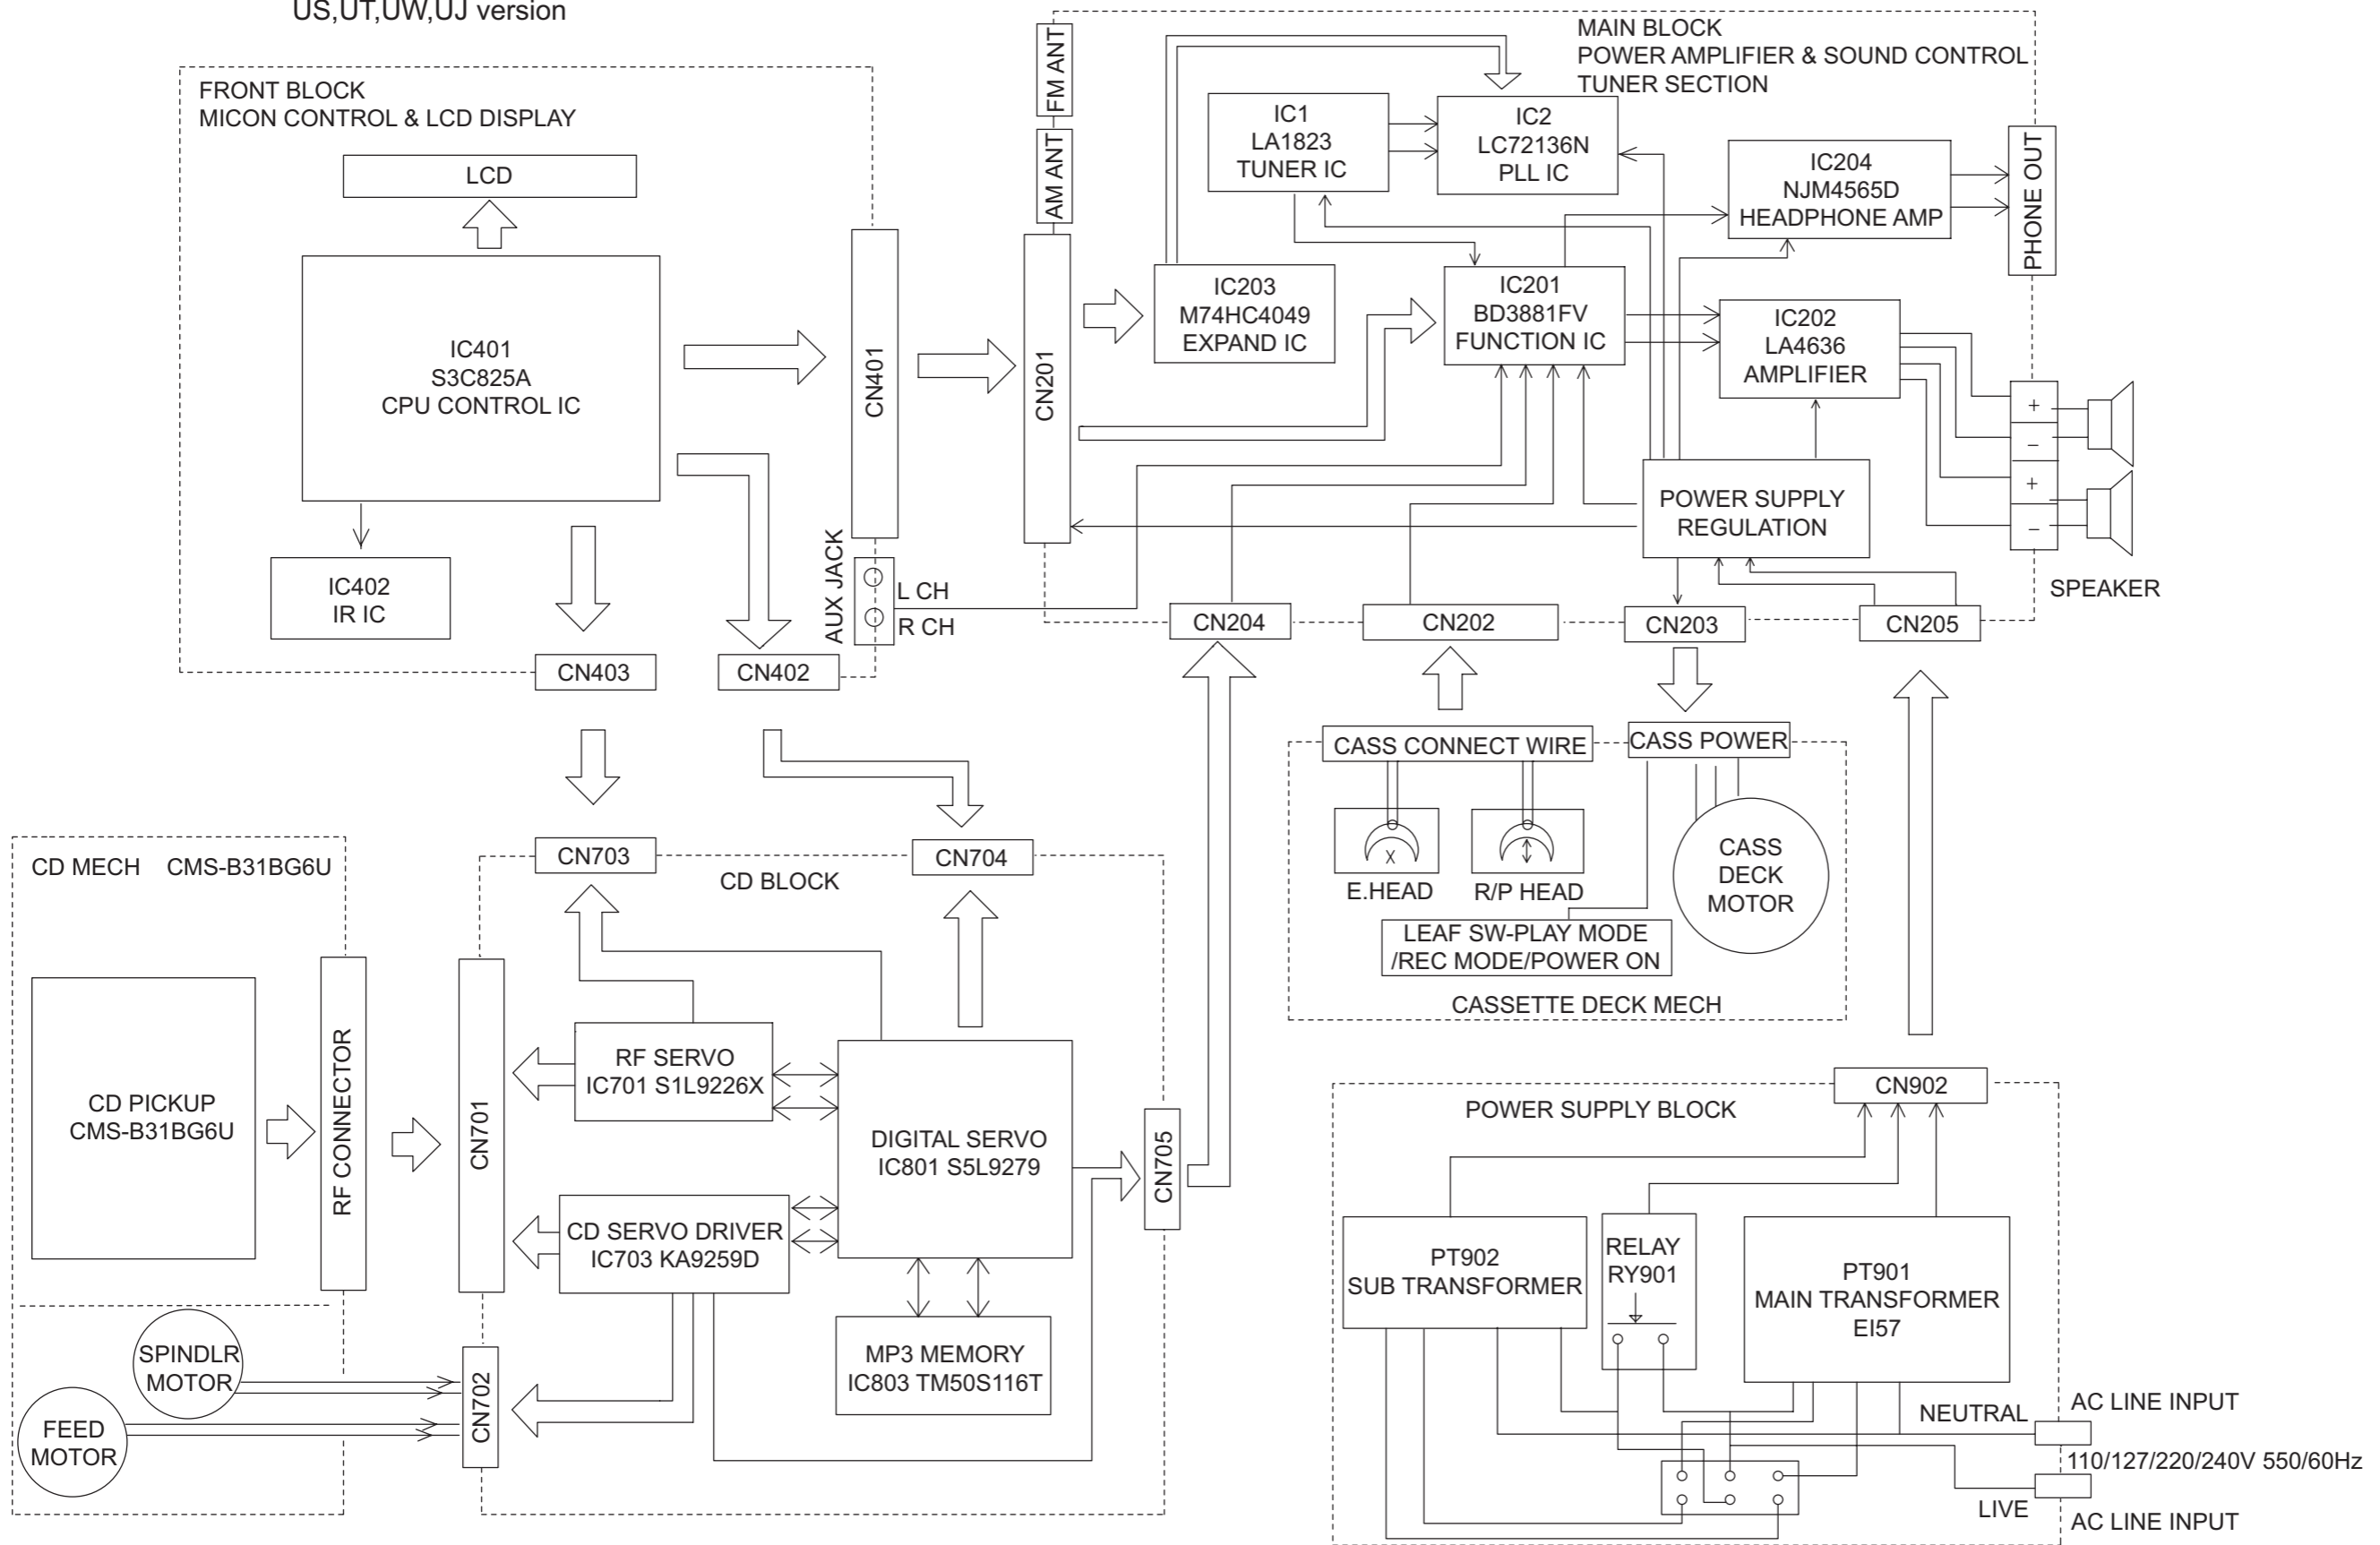 US,UT,UW,UJ version
FRONT BLOCK
MICON CONTROL & LCD DISPLAY
LCD
IC401
S3C825A
CPU CONTROL IC
IC402
IR IC
CN403
CN402
CN401
AUX JACK
L CH
R CH
FM ANT
AM ANT
CN201
MAIN BLOCK
POWER AMPLIFIER & SOUND CONTROL
TUNER SECTION
IC1
LA1823
TUNER IC
IC2
LC72136N
PLL IC
IC204
NJM4565D
HEADPHONE AMP
PHONE OUT
IC203
M74HC4049
EXPAND IC
IC201
BD3881FV
FUNCTION IC
IC202
LA4636
AMPLIFIER
+
−
+
−
SPEAKER
POWER SUPPLY
REGULATION
CN204
CN202
CN203
CN205
CASS CONNECT WIRE
CASS POWER
X
E.HEAD
R/P HEAD
CASS
DECK
MOTOR
LEAF SW-PLAY MODE
/REC MODE/POWER ON
CASSETTE DECK MECH
CD MECH CMS-B31BG6U
CD PICKUP
CMS-B31BG6U
RF CONNECTOR
SPINDLR
MOTOR
FEED
MOTOR
CN703
CN704
CD BLOCK
CN701
CN702
RF SERVO
IC701 S1L9226X
DIGITAL SERVO
IC801 S5L9279
CD SERVO DRIVER
IC703 KA9259D
MP3 MEMORY
IC803 TM50S116T
CN705
CN902
POWER SUPPLY BLOCK
PT902
SUB TRANSFORMER
RELAY
RY901
PT901
MAIN TRANSFORMER
EI57
NEUTRAL
AC LINE INPUT
110/127/220/240V 550/60Hz
LIVE
AC LINE INPUT